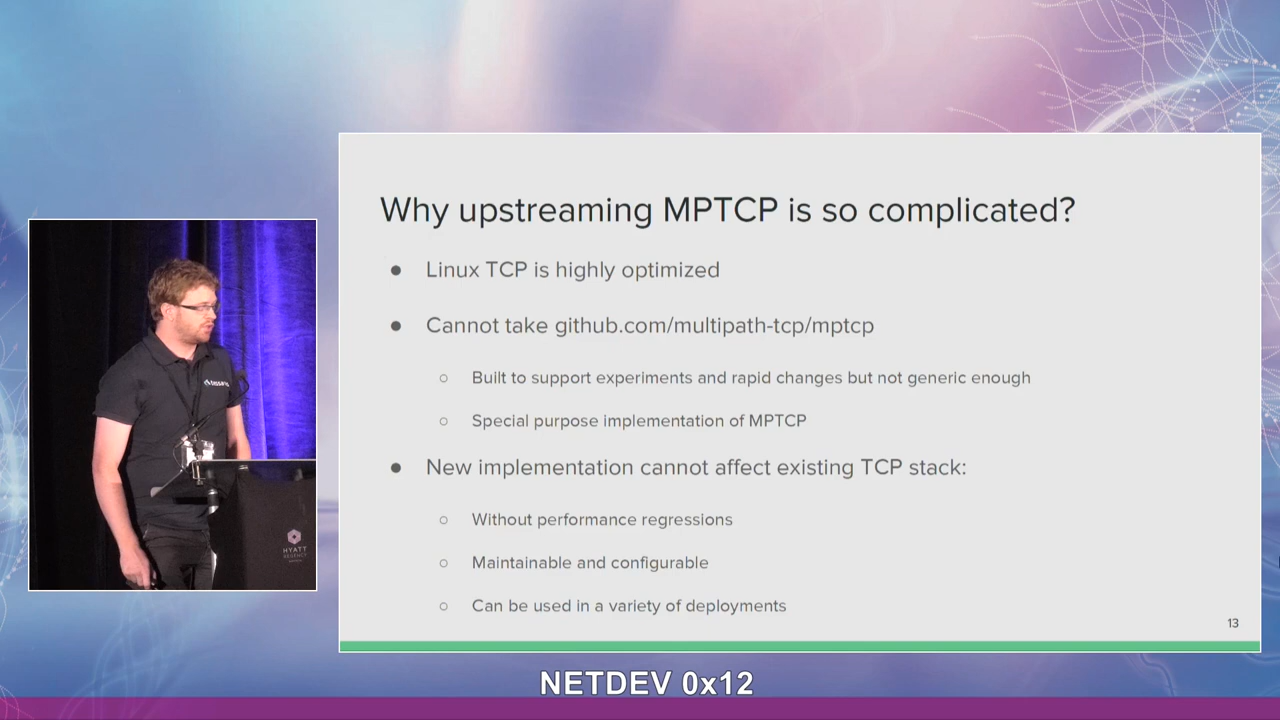 Why upstreaming MPTCP is so complicated?
● Linux TCP is highly optimized
● Cannot take github.com/multipath-tcp/mptcp
○ Built to support experiments and rapid changes but not generic enough
○ Special purpose implementation of MPTCP
● New implementation cannot affect existing TCP stack:
○ Without performance regressions
○ Maintainable and configurable
○ Can be used in a variety of deployments
13
HYATT
REGENCY
NETDEV 0x12